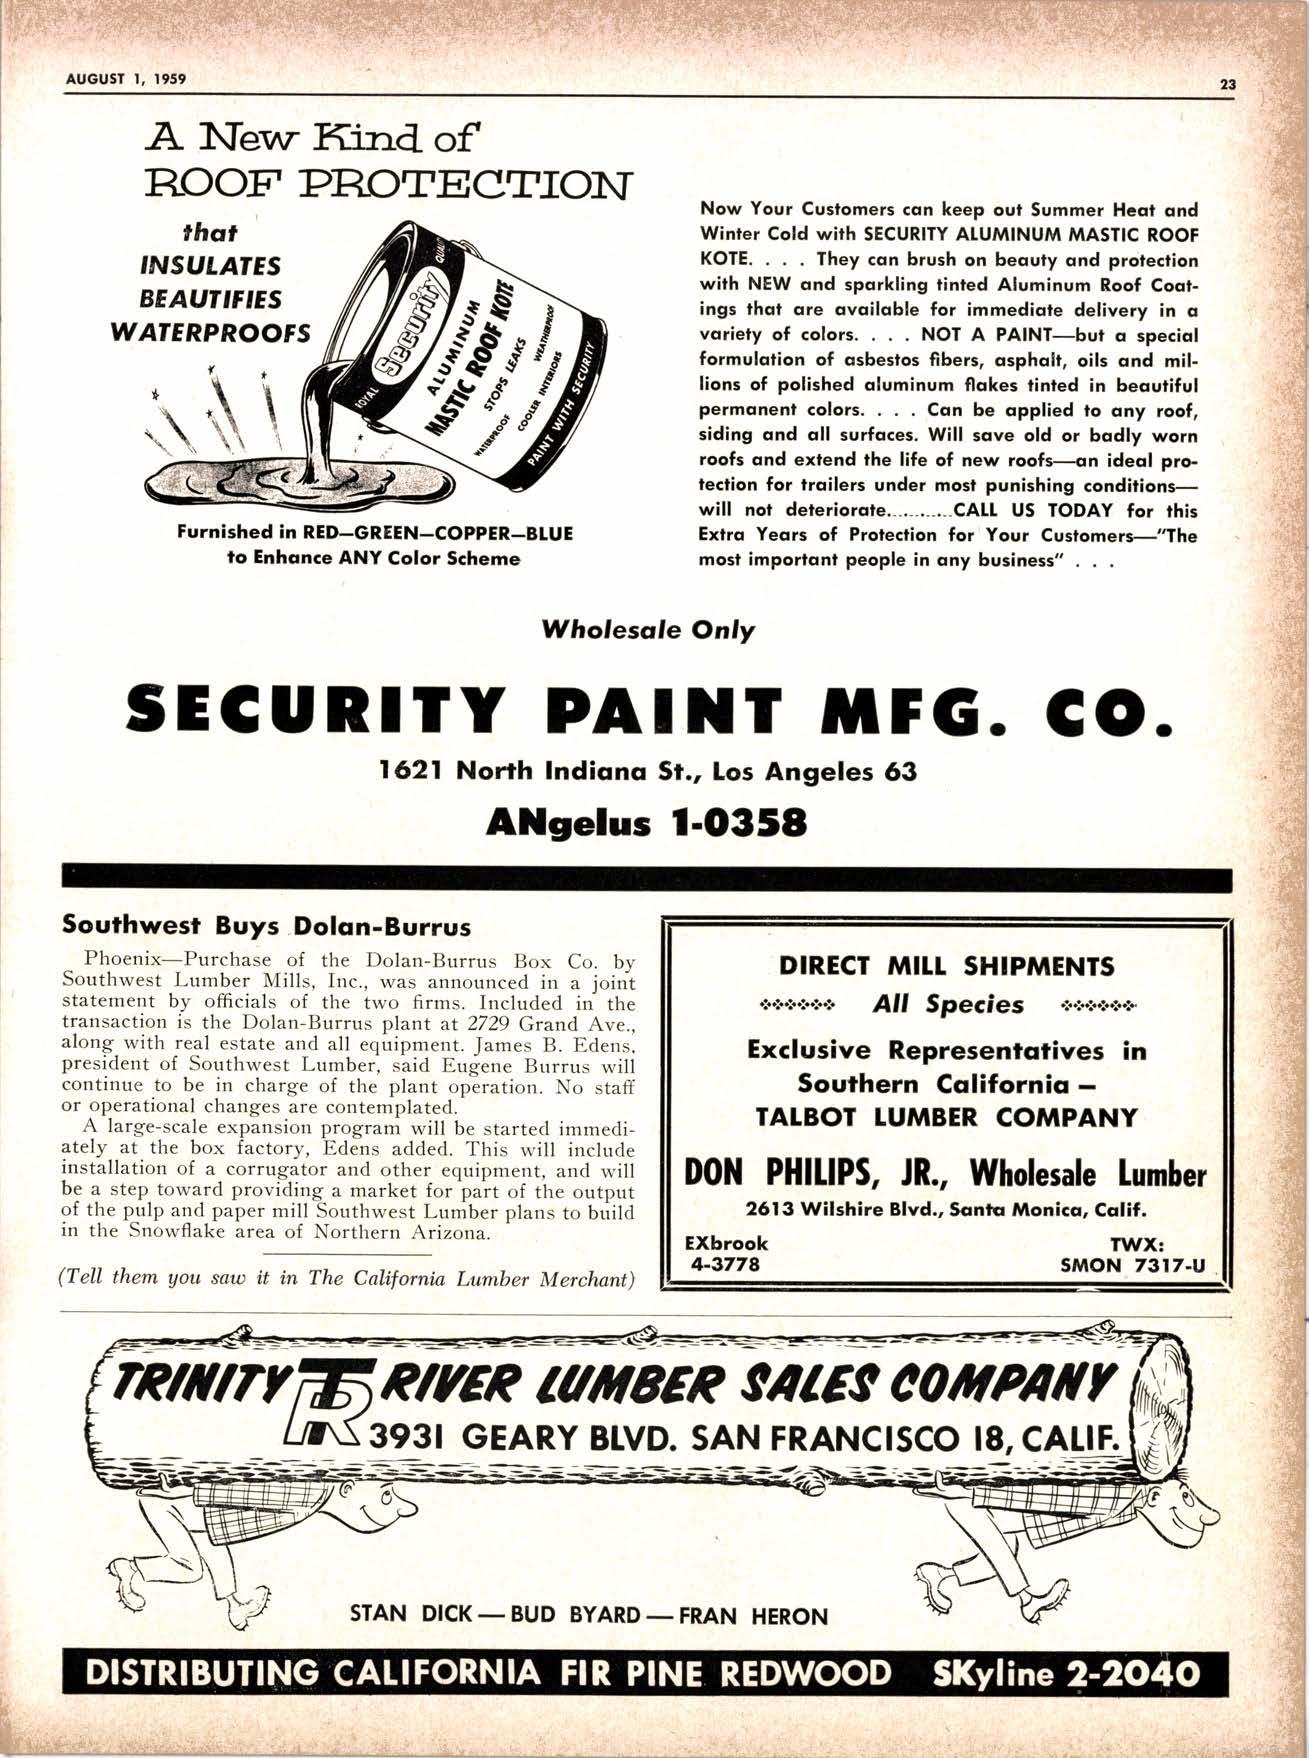 AUGUST 1, 1959
23
A New Kind of
ROOF PROTECTION
that
INSULATES
BEAUTIFIES
WATERPROOFS
ROYAL
Security
QUALITY
ALUMINUM
MASTIC ROOF KOTE
STOPS LEAKS
WATERPROOF
WEATHERPROOF
COOLER INTERIORS
PAINT WITH SECURITY
Furnished in RED—GREEN—COPPER—BLUE
to Enhance ANY Color Scheme
Now Your Customers can keep out Summer Heat and
Winter Cold with SECURITY ALUMINUM MASTIC ROOF
KOTE. . . . They can brush on beauty and protection
with NEW and sparkling tinted Aluminum Roof Coat-
ings that are available for immediate delivery in a
variety of colors. . . . NOT A PAINT—but a special
formulation of asbestos fibers, asphalt, oils and mil-
lions of polished aluminum flakes tinted in beautiful
permanent colors. . . . Can be applied to any roof,
siding and all surfaces. Will save old or badly worn
roofs and extend the life of new roofs—an ideal pro-
tection for trailers under most punishing conditions—
will not deteriorate..........CALL US TODAY for this
Extra Years of Protection for Your Customers—"The
most important people in any business" . . .
Wholesale Only
SECURITY PAINT MFG. CO.
1621 North Indiana St., Los Angeles 63
ANgelus 1-0358
Southwest Buys Dolan-Burrus
Phoenix—Purchase of the Dolan-Burrus Box Co. by
Southwest Lumber Mills, Inc., was announced in a joint
statement by officials of the two firms. Included in the
transaction is the Dolan-Burrus plant at 2729 Grand Ave.,
along with real estate and all equipment. James B. Edens,
president of Southwest Lumber, said Eugene Burrus will
continue to be in charge of the plant operation. No staff
or operational changes are contemplated.
A large-scale expansion program will be started immedi-
ately at the box factory, Edens added. This will include
installation of a corrugator and other equipment, and will
be a step toward providing a market for part of the output
of the pulp and paper mill Southwest Lumber plans to build
in the Snowflake area of Northern Arizona.
(Tell them you saw it in The California Lumber Merchant)
DIRECT MILL SHIPMENTS
All Species
Exclusive Representatives in
Southern California —
TALBOT LUMBER COMPANY
DON PHILIPS, JR., Wholesale Lumber
2613 Wilshire Blvd., Santa Monica, Calif.
EXbrook
4-3778
TWX:
SMON 7317-U
TRINITY TR RIVER LUMBER SALES COMPANY
3931 GEARY BLVD. SAN FRANCISCO 18, CALIF.
STAN DICK — BUD BYARD — FRAN HERON
DISTRIBUTING CALIFORNIA FIR PINE REDWOOD SKyline 2-2040